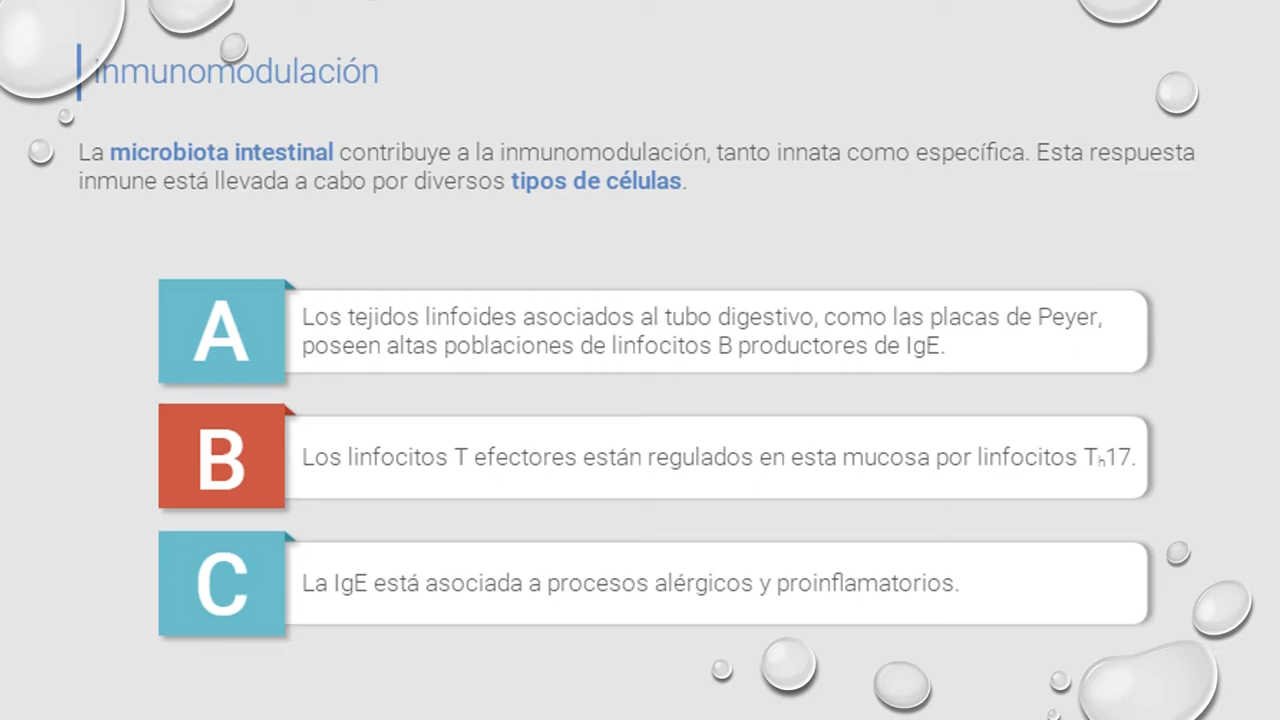 inmunomodulación
La microbiota intestinal contribuye a la inmunomodulación, tanto innata como específica. Esta respuesta
inmune está llevada a cabo por diversos tipos de células.
A
Los tejidos linfoides asociados al tubo digestivo, como las placas de Peyer,
poseen altas poblaciones de linfocitos B productores de IgE.
B
Los linfocitos T efectores están regulados en esta mucosa por linfocitos Tₕ17.
C
La IgE está asociada a procesos alérgicos y proinflamatorios.